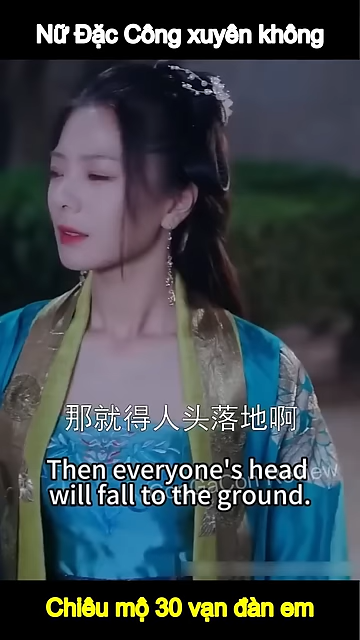 Nữ Đặc Công xuyên không
那就得人头落地啊
Then everyone's head
will fall to the ground.
Chiêu mộ 30 vạn đàn em